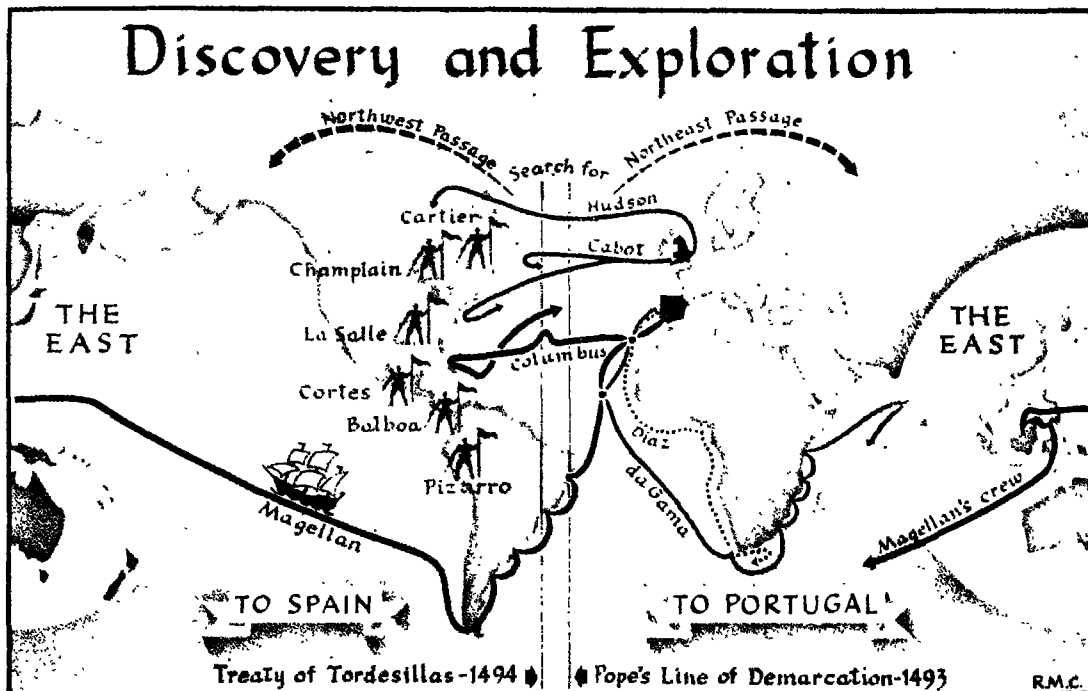 Discovery and Exploration
Northwest Passage
Northeast Passage
Search for
Hudson
Cartier
Cabot
Champlain
THE
EAST
THE
EAST
La Salle
Columbus
Cortes
Balboa
Diaz
Pizarro
da Gama
Magellan
Magellan's crew
TO SPAIN
TO PORTUGAL
Treaty of Tordesillas-1494
Pope's Line of Demarcation-1493
R.M.C.